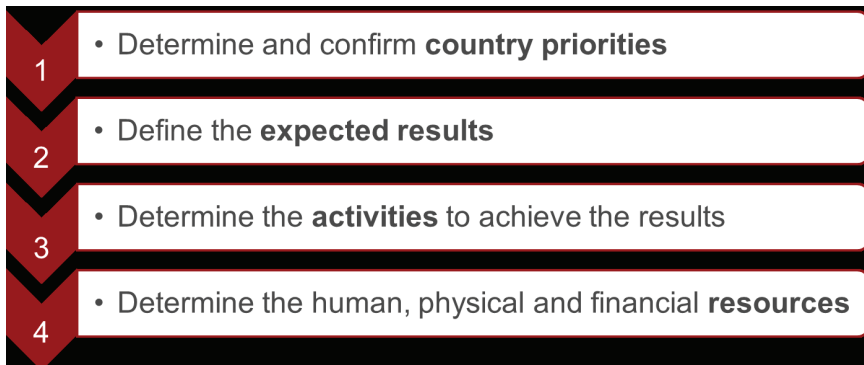 1
• Determine and confirm country priorities
2
• Define the expected results
3
• Determine the activities to achieve the results
4
• Determine the human, physical and financial resources